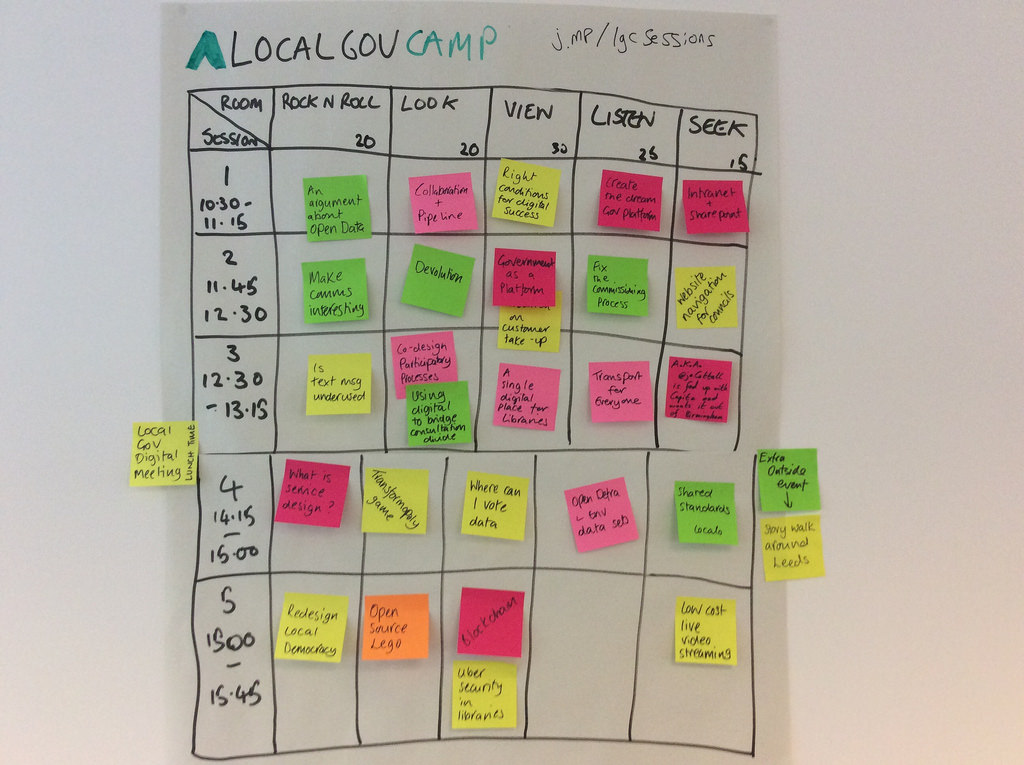 LOCALGOVCAMP
j.mp/lgcsessions
ROOM
SESSION
ROCK N ROLL
20
LOOK
20
VIEW
30
LISTEN
25
SEEK
15
1
10:30 -
11.15
An
argument
about
Open Data
Collaboration
+
Pipeline
Right
conditions
for digital
success
Create
the dream
Gov platform
Intranet
+
Sharepoint
2
11.45
12.30
Make
comms
interesting
Devolution
Government
as a
Platform
on
customer
take-up
Fix
the
commissioning
Process
Website
navigation
for councils
3
12.30
- 13.15
Is
text msg
underused
Co-design
Participatory
Processes
Using
digital
to bridge
consultation
divide
A
single
digital
Place for
Libraries
Transport
for
Everyone
A.K.A.
is fed up with
Capita and
wants it out of
Birmingham
Local
Gov
Digital
Meeting
LUNCH TIME
4
14.15
-
15.00
What is
service
design?
Transformopoly
game
Where can
I vote
data
Open Defra
data sets
Shared
Standards
locals
Extra
Outside
event
↓
Story walk
around
Leeds
5
1500
-
15.45
Redesign
Local
Democracy
Open
Source
Lego
Blockchain
Uber
security
in
libraries
Low cost
live
video
streaming